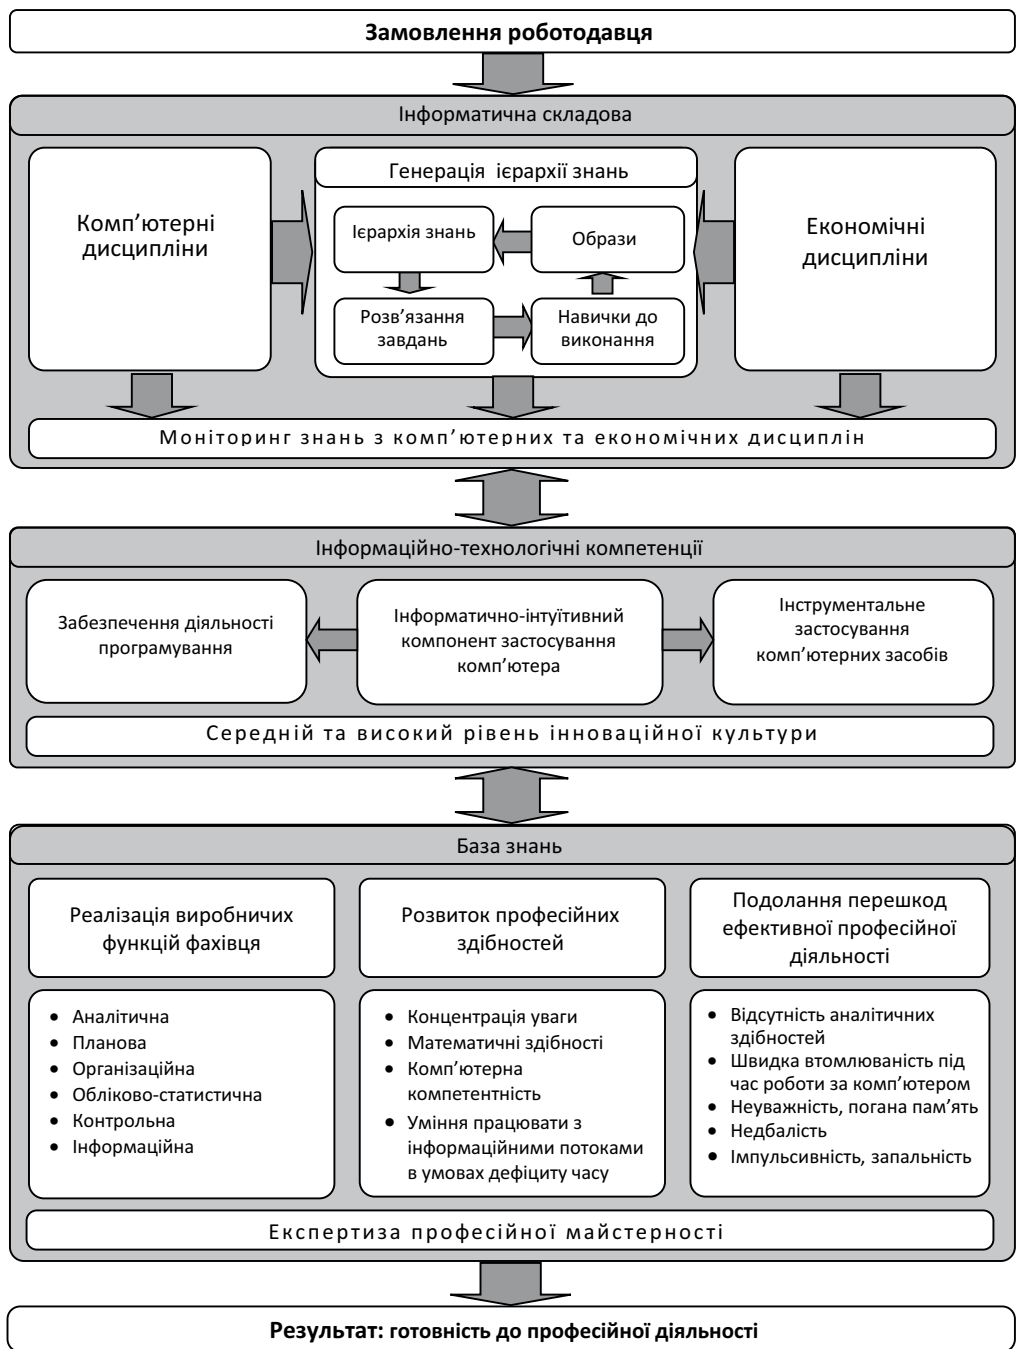 Замовлення роботодавця
Інформатична складова
Комп’ютерні
дисципліни
Генерація ієрархії знань
Ієрархія знань
Образи
Розв’язання
завдань
Навички до
виконання
Економічні
дисципліни
Моніторинг знань з комп’ютерних та економічних дисциплін
Інформаційно-технологічні компетенції
Забезпечення діяльності
програмування
Інформатично-інтуїтивний
компонент застосування
комп’ютера
Інструментальне
застосування
комп’ютерних засобів
Середній та високий рівень інноваційної культури
База знань
Реалізація виробничих
функцій фахівця
Розвиток професійних
здібностей
Подолання перешкод
ефективної професійної
діяльності
• Аналітична
• Планова
• Організаційна
• Обліково-статистична
• Контрольна
• Інформаційна
• Концентрація уваги
• Математичні здібності
• Комп’ютерна
компетентність
• Уміння працювати з
інформаційними потоками
в умовах дефіциту часу
• Відсутність аналітичних
здібностей
• Швидка втомлюваність під
час роботи за комп’ютером
• Неуважність, погана пам’ять
• Недбалість
• Імпульсивність, запальність
Експертиза професійної майстерності
Результат: готовність до професійної діяльності